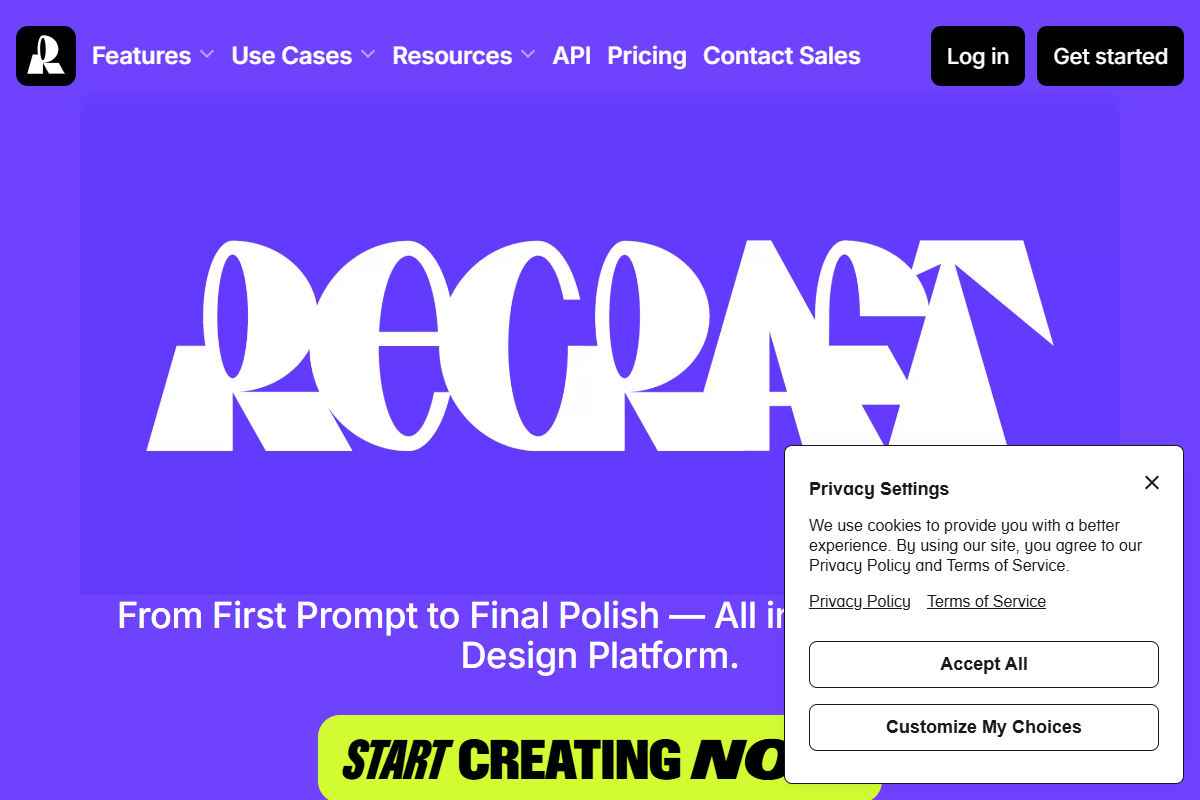 Features Use Cases Resources API Pricing Contact Sales Log in Get started
RECRAFT
From First Prompt to Final Polish — All in
Design Platform.
START CREATING
Privacy Settings
We use cookies to provide you with a better
experience. By using our site, you agree to our
Privacy Policy and Terms of Service.
Privacy Policy Terms of Service
Accept All
Customize My Choices